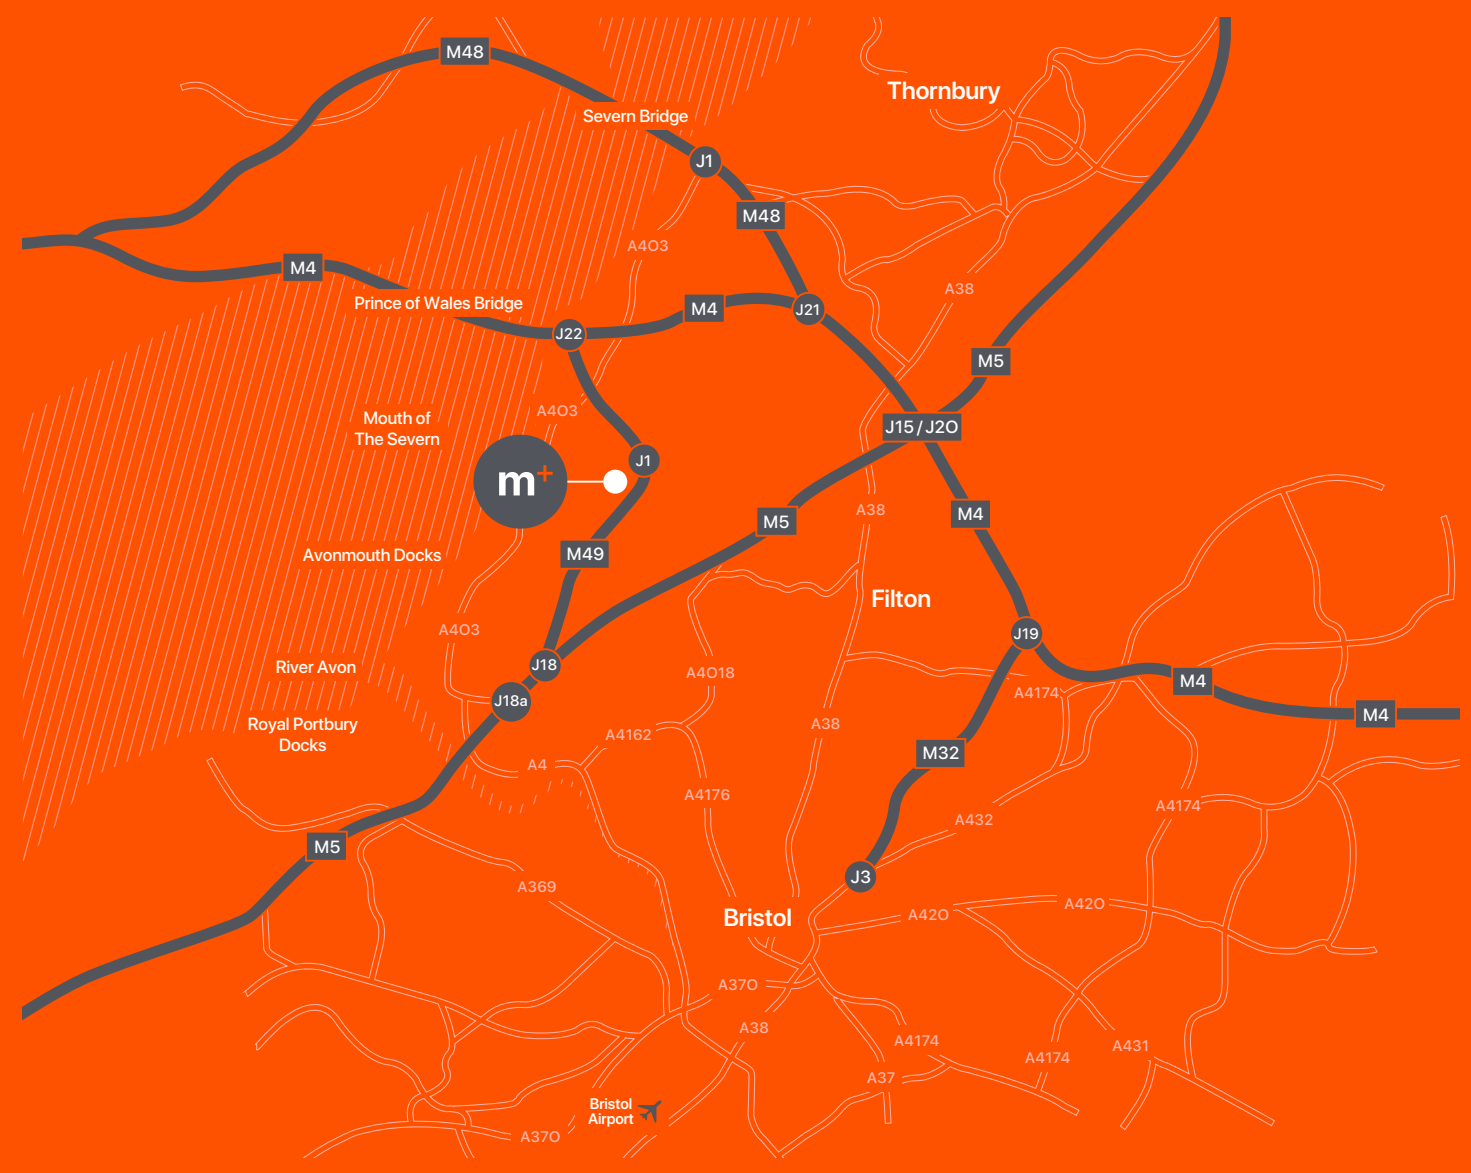 M48
Thornbury
Severn Bridge
J1
M48
A403
M4
A38
Prince of Wales Bridge
M4
J21
J22
M5
A403
Mouth of
The Severn
J15/J20
J1
m+
A38
M4
M5
Avonmouth Docks
M49
Filton
A403
J19
River Avon
J18
A4018
M4
A4174
J18a
M4
Royal Portbury
Docks
A38
A4162
M32
A4
A4176
A4174
A432
M5
J3
A369
A420
A420
Bristol
A370
A38
A4174
A431
A4174
A37
Bristol
Airport
A370